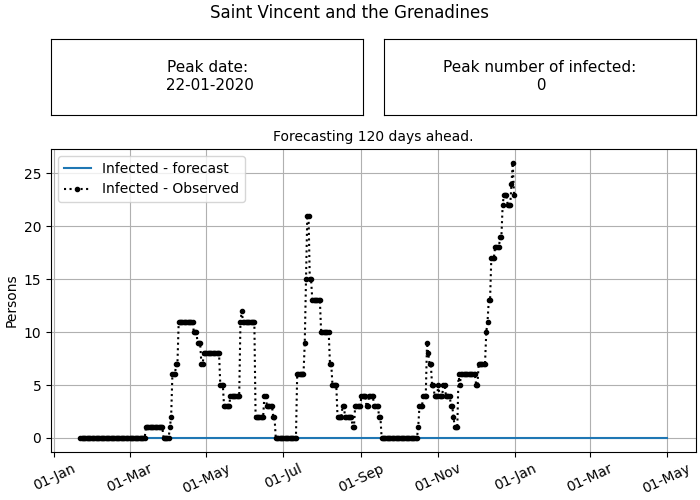 Saint Vincent and the Grenadines
Peak date:
22-01-2020
Peak number of infected:
0
Forecasting 120 days ahead.
Infected - forecast
Infected - Observed
Persons
25
20
15
10
5
0
01-Jan
01-Mar
01-May
01-Jul
01-Sep
01-Nov
01-Jan
01-Mar
01-May